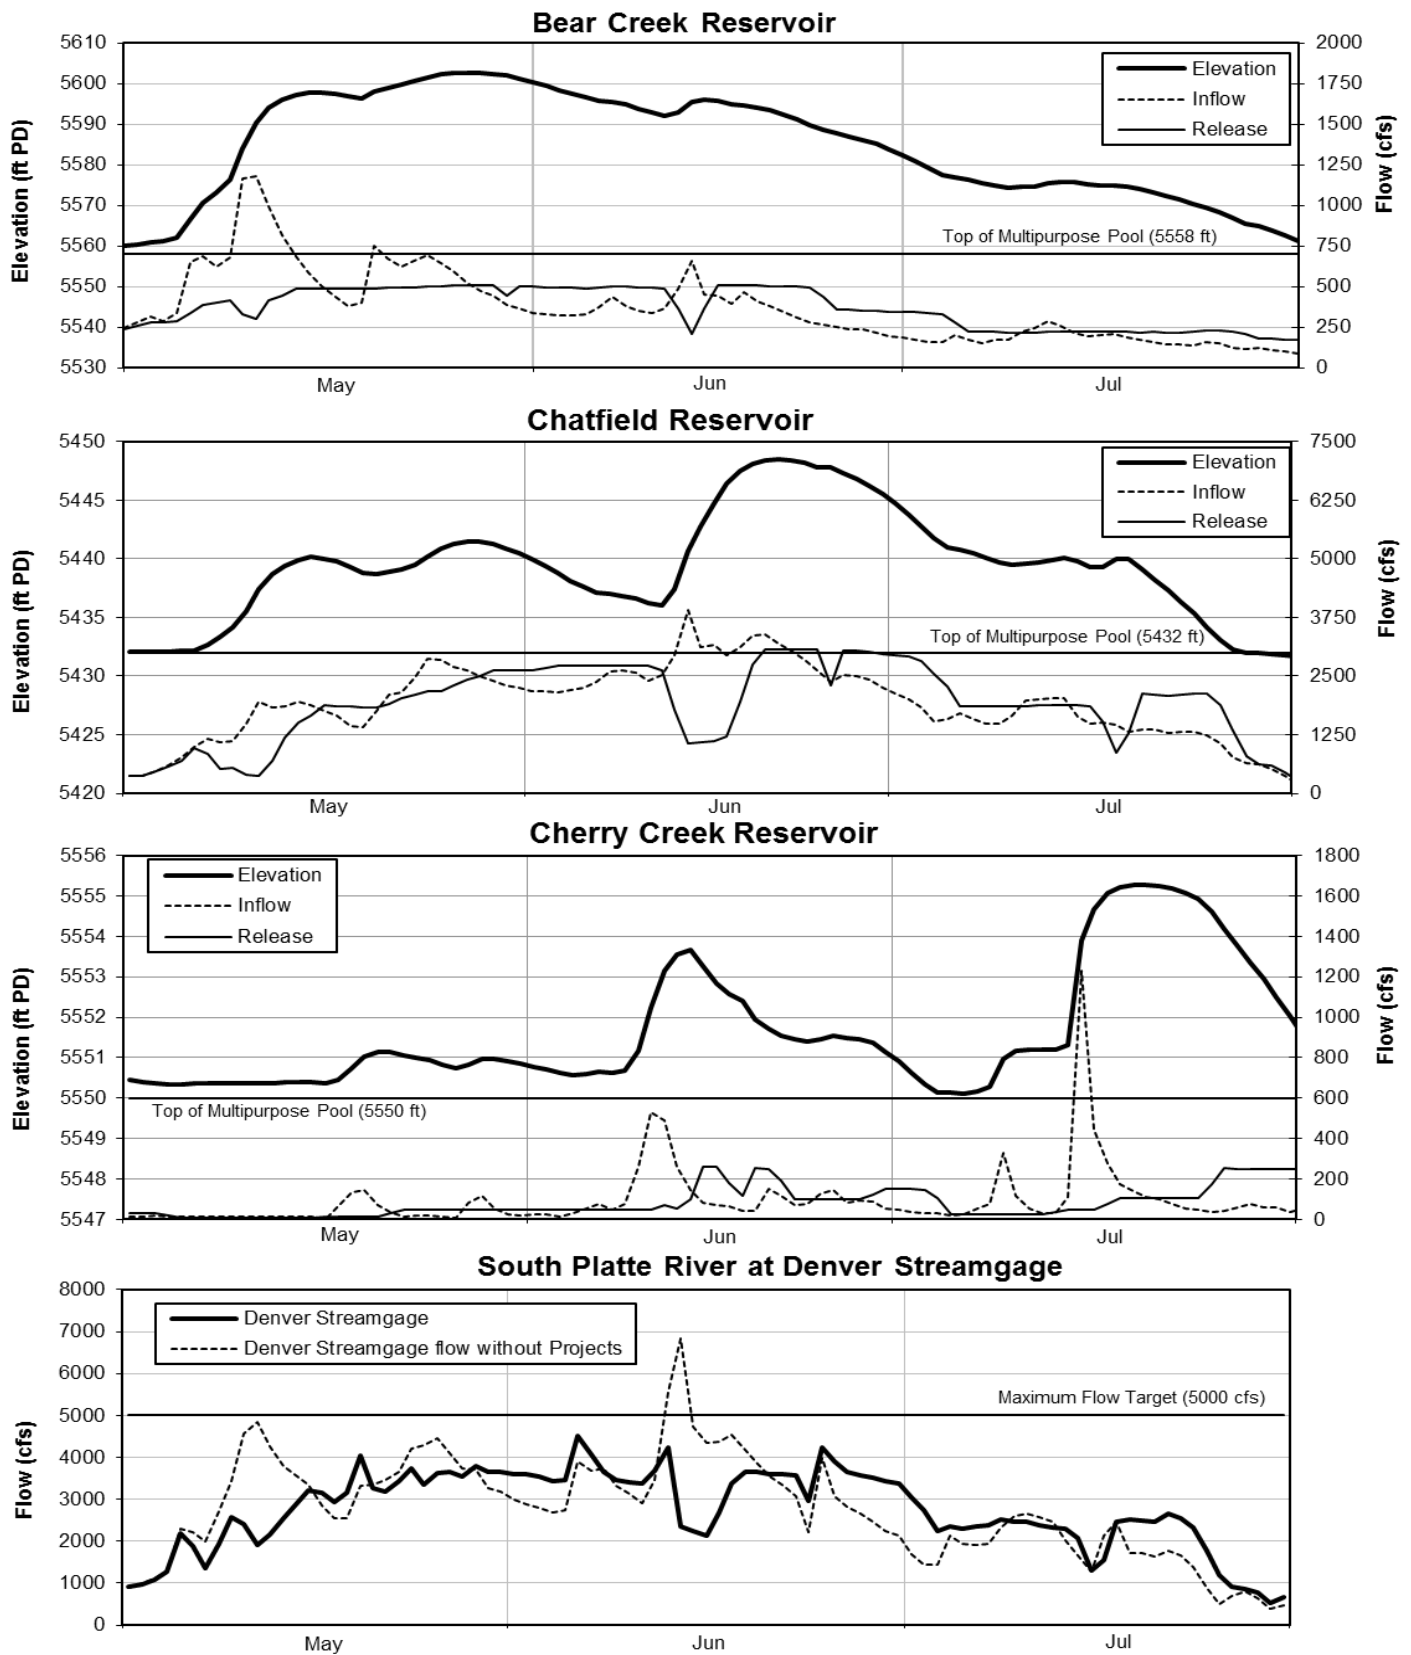 Bear Creek Reservoir
5610
5600
5590
5580
5570
5560
5550
5540
5530
Elevation (ft PD)
2000
1750
1500
1250
1000
750
500
250
0
Flow (cfs)
Elevation
Inflow
Release
Top of Multipurpose Pool (5558 ft)
May
Jun
Jul
Chatfield Reservoir
5450
5445
5440
5435
5430
5425
5420
Elevation (ft PD)
7500
6250
5000
3750
2500
1250
0
Flow (cfs)
Elevation
Inflow
Release
Top of Multipurpose Pool (5432 ft)
May
Jun
Jul
Cherry Creek Reservoir
5556
5555
5554
5553
5552
5551
5550
5549
5548
5547
Elevation (ft PD)
1800
1600
1400
1200
1000
800
600
400
200
0
Flow (cfs)
Elevation
Inflow
Release
Top of Multipurpose Pool (5550 ft)
May
Jun
Jul
South Platte River at Denver Streamgage
8000
7000
6000
5000
4000
3000
2000
1000
0
Flow (cfs)
Denver Streamgage
Denver Streamgage flow without Projects
Maximum Flow Target (5000 cfs)
May
Jun
Jul